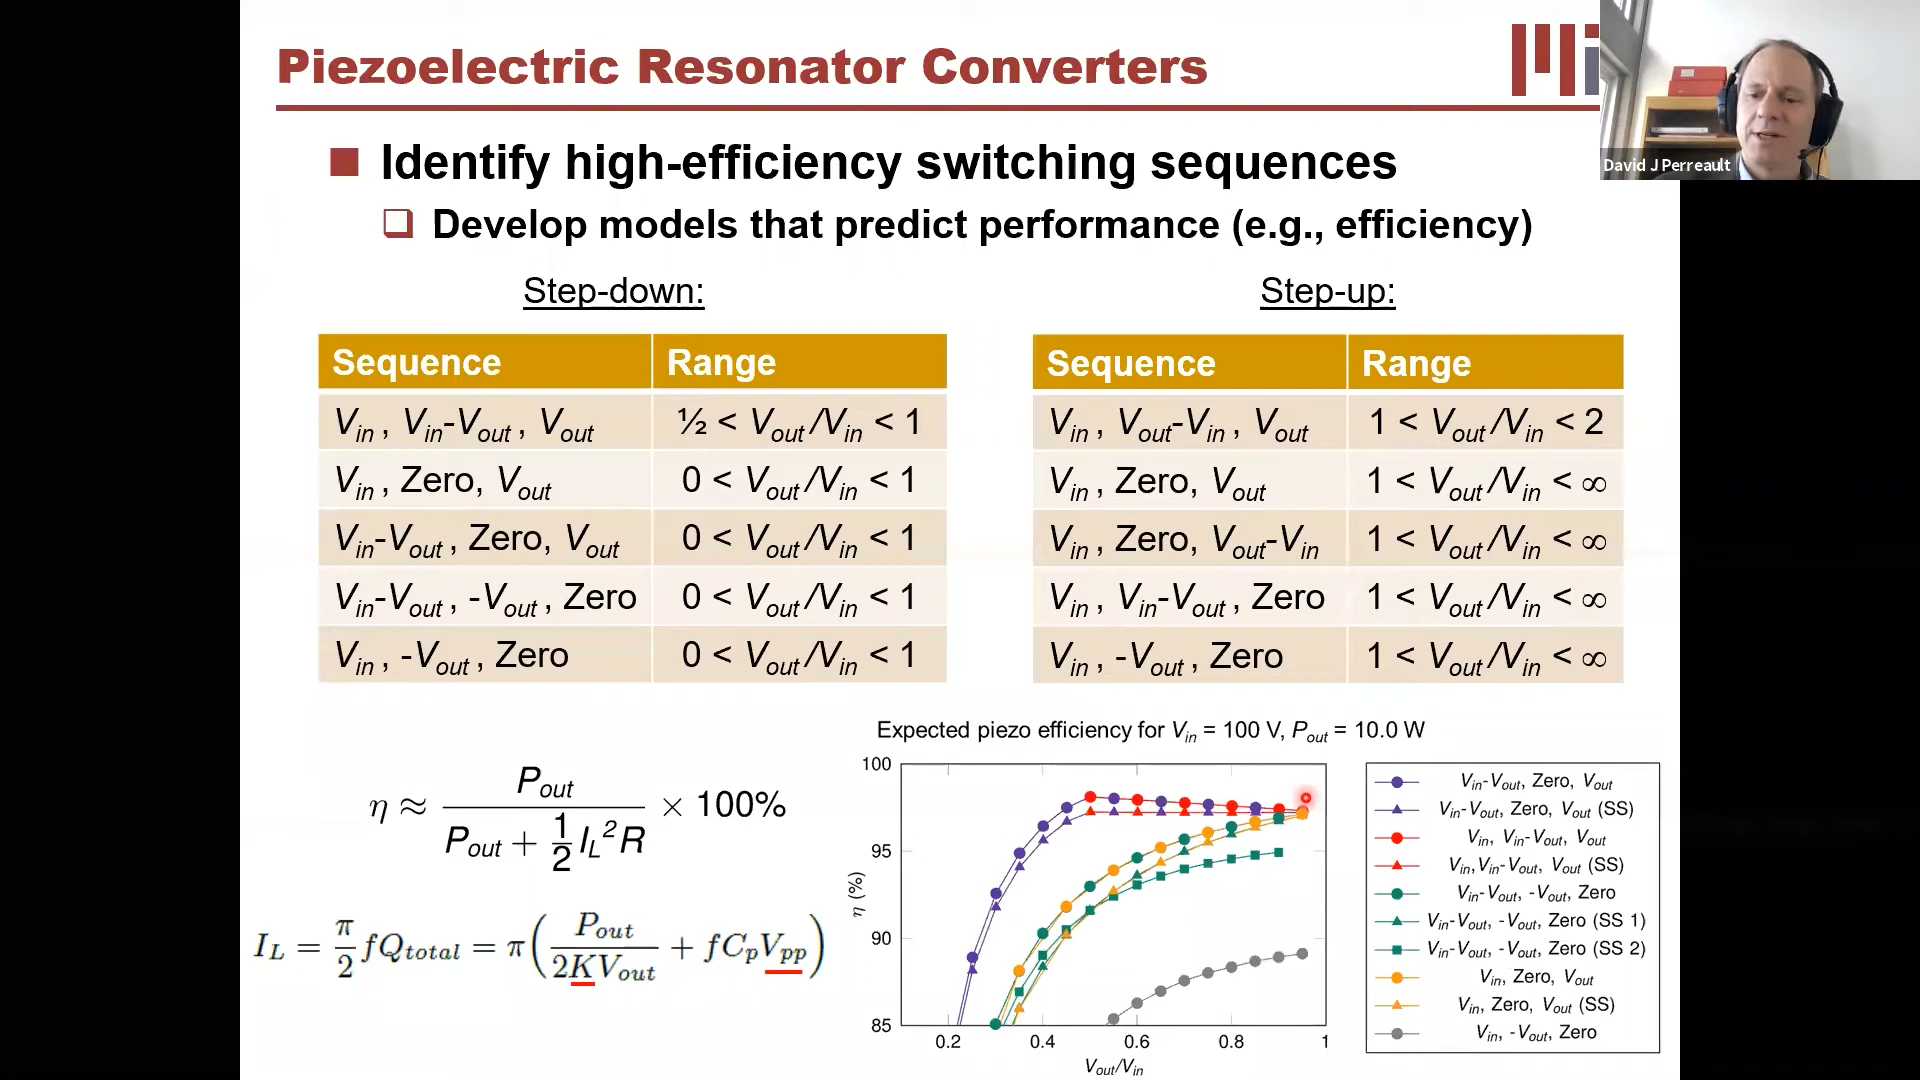 Piezoelectric Resonator Converters
David J Perreault
Identify high-efficiency switching sequences
Develop models that predict performance (e.g., efficiency)
Step-down:
Sequence Range
Vin , Vin-Vout , Vout ½ < Vout /Vin < 1
Vin , Zero, Vout 0 < Vout /Vin < 1
Vin-Vout , Zero, Vout 0 < Vout /Vin < 1
Vin-Vout , -Vout , Zero 0 < Vout /Vin < 1
Vin , -Vout , Zero 0 < Vout /Vin < 1
Step-up:
Sequence Range
Vin , Vout-Vin , Vout 1 < Vout /Vin < 2
Vin , Zero, Vout 1 < Vout /Vin < ∞
Vin , Zero, Vout-Vin 1 < Vout /Vin < ∞
Vin , Vin-Vout , Zero 1 < Vout /Vin < ∞
Vin , -Vout , Zero 1 < Vout /Vin < ∞
η ≈ Pout / (Pout + 1/2 IL²R) × 100%
IL = π/2 fQtotal = π(Pout / 2KVout + fCpVpp)
Expected piezo efficiency for Vin = 100 V, Pout = 10.0 W
100
95
90
85
η (%)
0.2 0.4 0.6 0.8 1
Vout/Vin
Vin-Vout, Zero, Vout
Vin-Vout, Zero, Vout (SS)
Vin, Vin-Vout, Vout
Vin,Vin-Vout, Vout (SS)
Vin-Vout, -Vout, Zero
Vin-Vout, -Vout, Zero (SS 1)
Vin-Vout, -Vout, Zero (SS 2)
Vin, Zero, Vout
Vin, Zero, Vout (SS)
Vin, -Vout, Zero